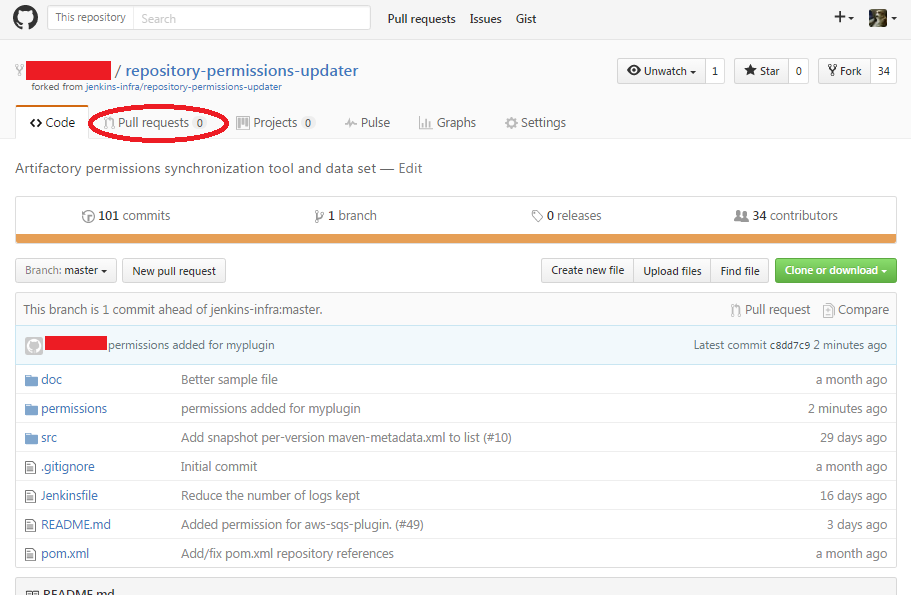 This repository Search Pull requests Issues Gist
/ repository-permissions-updater Unwatch 1 Star 0 Fork 34
forked from jenkins-infra/repository-permissions-updater
Code Pull requests 0 Projects 0 Pulse Graphs Settings
Artifactory permissions synchronization tool and data set — Edit
101 commits 1 branch 0 releases 34 contributors
Branch: master New pull request Create new file Upload files Find file Clone or download
This branch is 1 commit ahead of jenkins-infra:master. Pull request Compare
permissions added for myplugin Latest commit c8dd7c9 2 minutes ago
doc Better sample file a month ago
permissions permissions added for myplugin 2 minutes ago
src Add snapshot per-version maven-metadata.xml to list (#10) 29 days ago
.gitignore Initial commit a month ago
Jenkinsfile Reduce the number of logs kept 16 days ago
README.md Added permission for aws-sqs-plugin. (#49) 3 days ago
pom.xml Add/fix pom.xml repository references a month ago
README.md